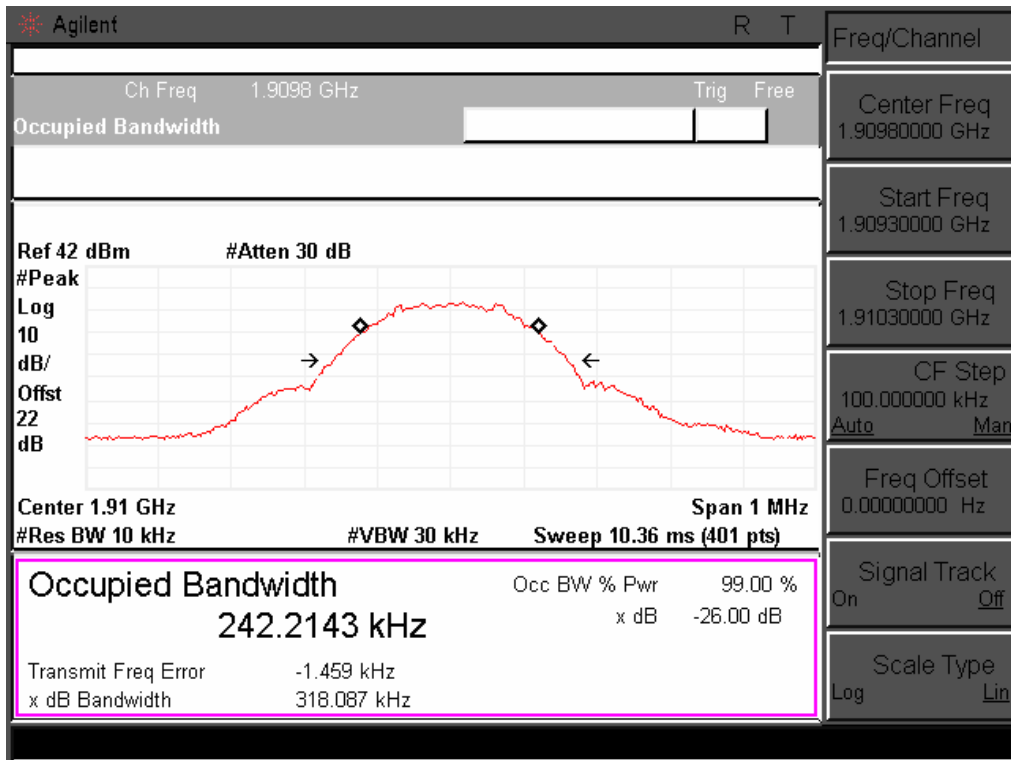 Agilent
R T
Ch Freq 1.9098 GHz Trig Free
Occupied Bandwidth
Ref 42 dBm #Atten 30 dB
#Peak
Log
10
dB/
Offst
22
dB
Center 1.91 GHz Span 1 MHz
#Res BW 10 kHz #VBW 30 kHz Sweep 10.36 ms (401 pts)
Occupied Bandwidth
242.2143 kHz
Occ BW % Pwr 99.00 %
x dB -26.00 dB
Transmit Freq Error -1.459 kHz
x dB Bandwidth 318.087 kHz
Freq/Channel
Center Freq
1.90980000 GHz
Start Freq
1.90930000 GHz
Stop Freq
1.91030000 GHz
CF Step
100.000000 kHz
Auto Man
Freq Offset
0.00000000 Hz
Signal Track
On Off
Scale Type
Log Lin